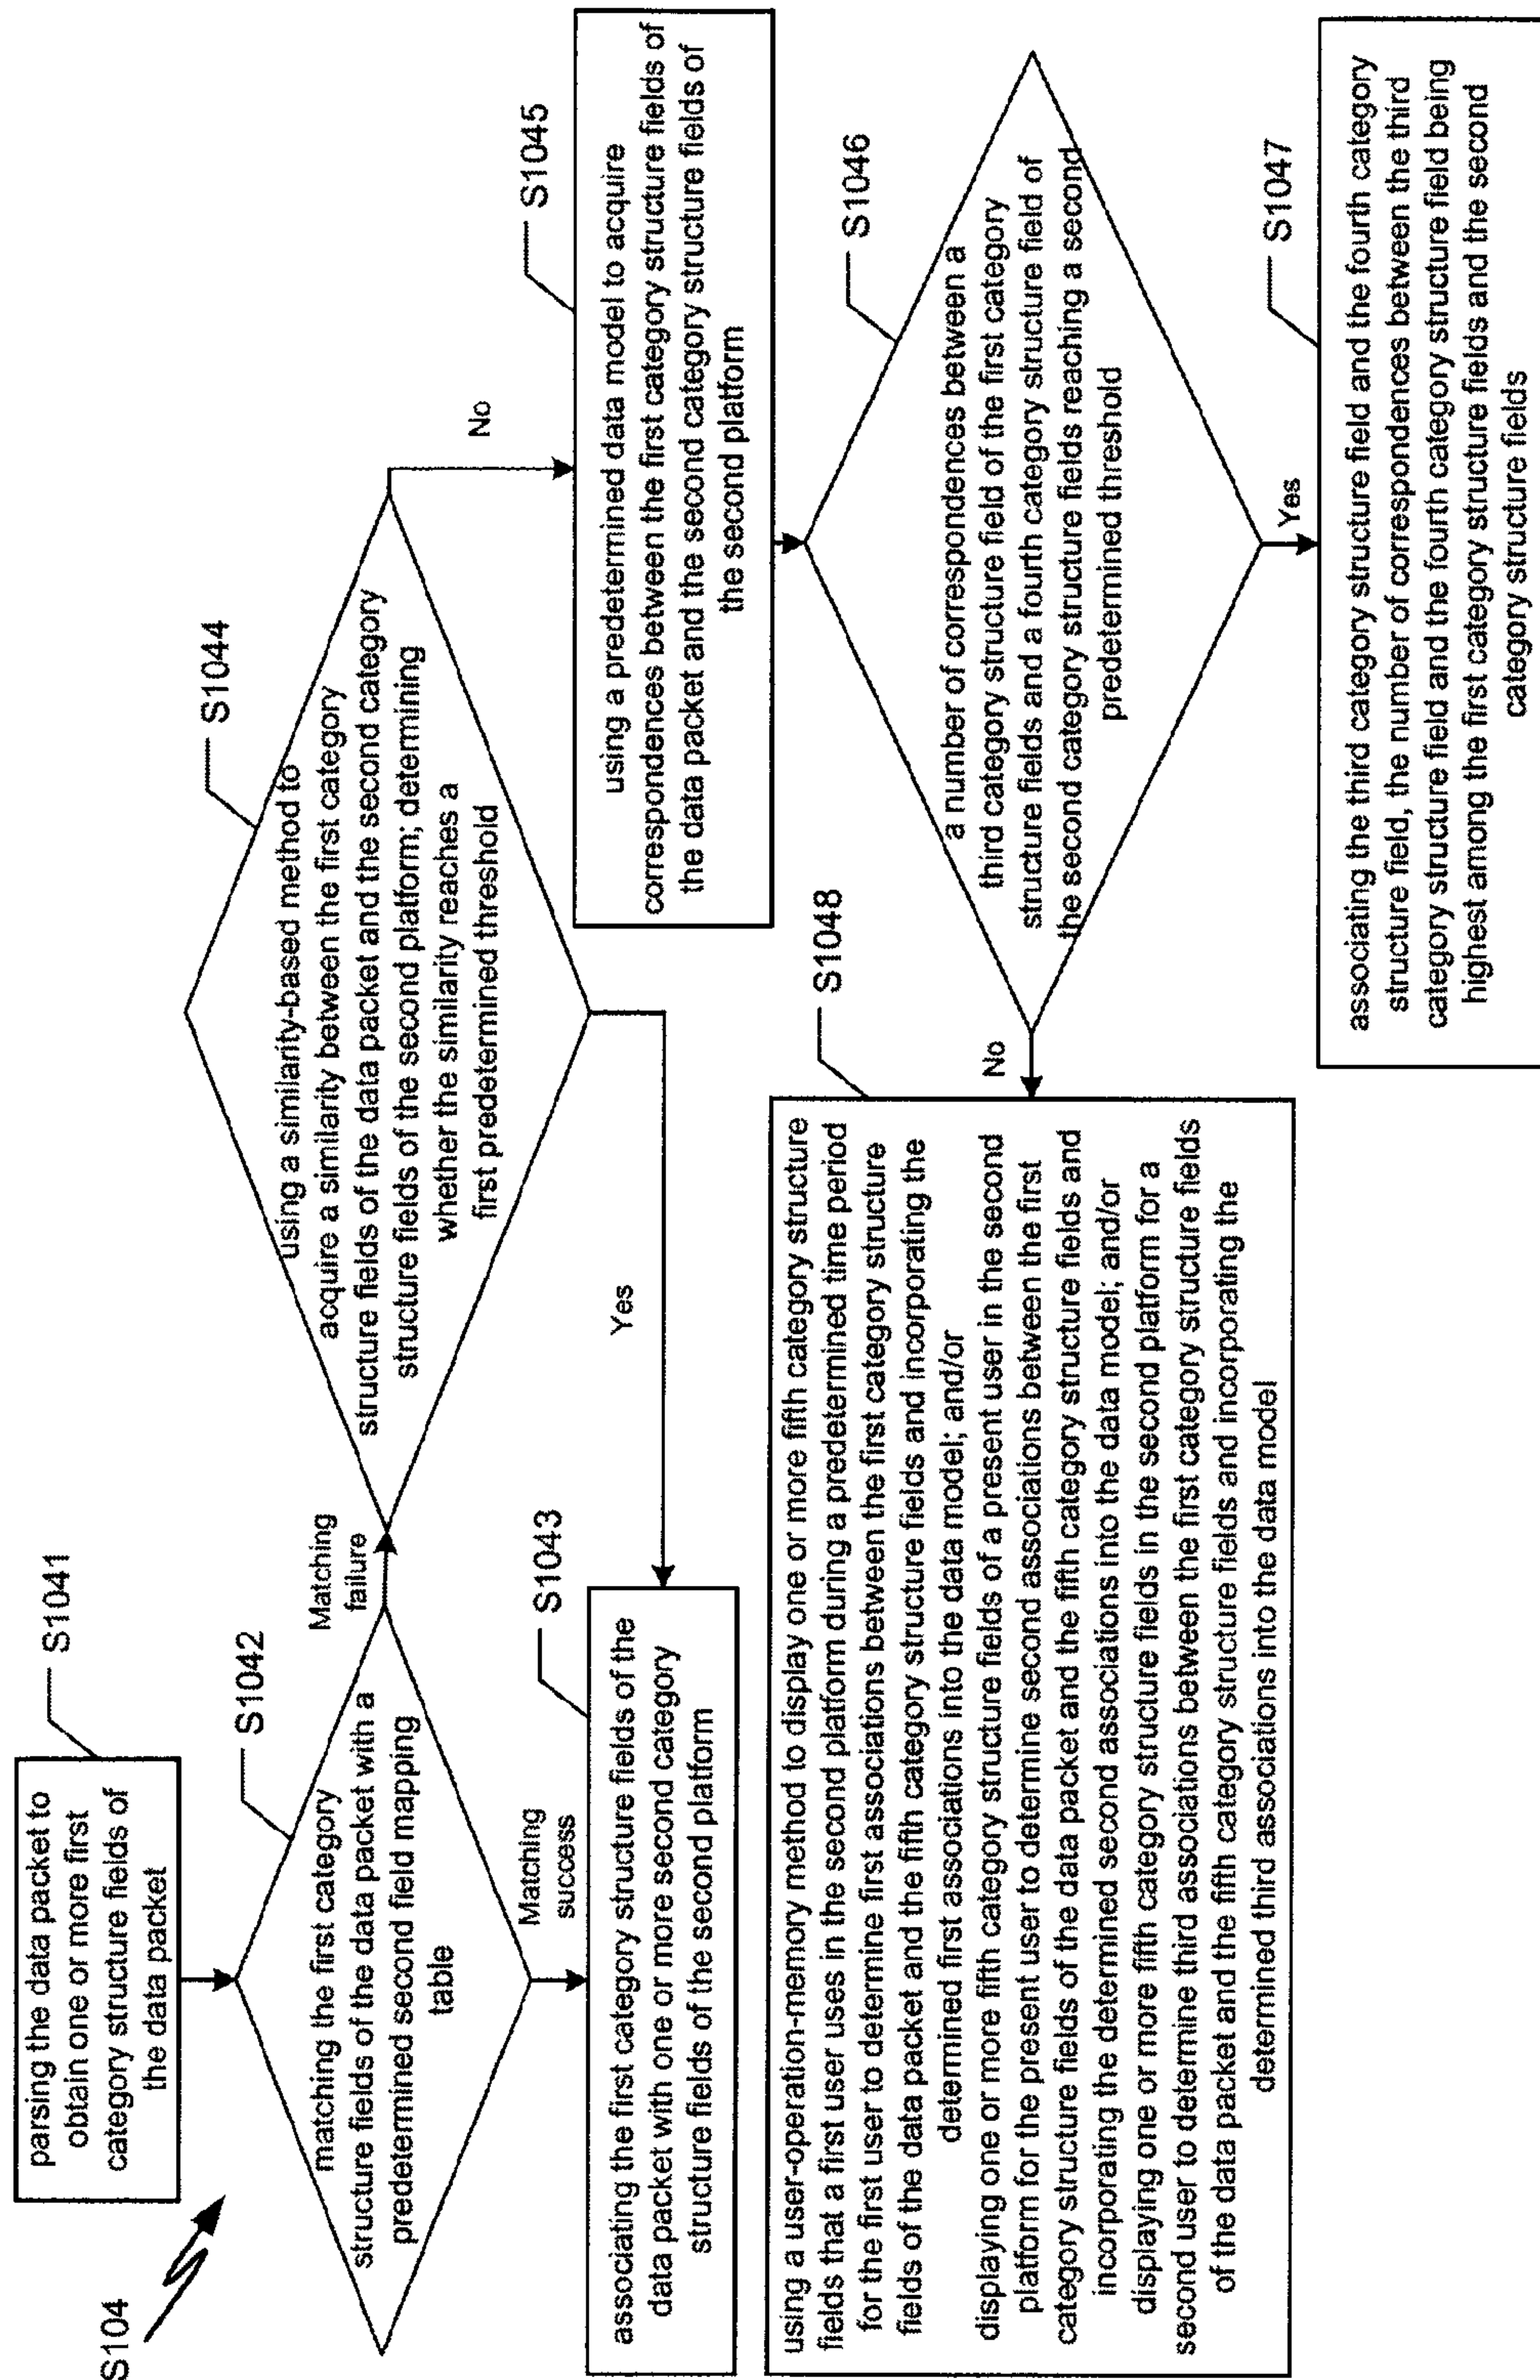 S104
parsing the data packet to
obtain one or more first
category structure fields of
the data packet
S1041
matching the first category
structure fields of the data packet with a
predetermined second field mapping
table
S1042
Matching
failure
Matching
success
associating the first category structure fields of the
data packet with one or more second category
structure fields of the second platform
S1043
using a similarity-based method to
acquire a similarity between the first category
structure fields of the data packet and the second category
structure fields of the second platform; determining
whether the similarity reaches a
first predetermined threshold
S1044
Yes
No
using a predetermined data model to acquire
correspondences between the first category structure fields of
the data packet and the second category structure fields of
the second platform
S1045
a number of correspondences between a
third category structure field of the first category
structure fields and a fourth category structure field of
the second category structure fields reaching a second
predetermined threshold
S1046
Yes
No
associating the third category structure field and the fourth category
structure field, the number of correspondences between the third
category structure field and the fourth category structure field being
highest among the first category structure fields and the second
category structure fields
S1047
using a user-operation-memory method to display one or more fifth category structure
fields that a first user uses in the second platform during a predetermined time period
for the first user to determine first associations between the first category structure
fields of the data packet and the fifth category structure fields and incorporating the
determined first associations into the data model; and/or
displaying one or more fifth category structure fields of a present user in the second
platform for the present user to determine second associations between the first
category structure fields of the data packet and the fifth category structure fields and
incorporating the determined second associations into the data model; and/or
displaying one or more fifth category structure fields in the second platform for a
second user to determine third associations between the first category structure fields
of the data packet and the fifth category structure fields and incorporating the
determined third associations into the data model
S1048